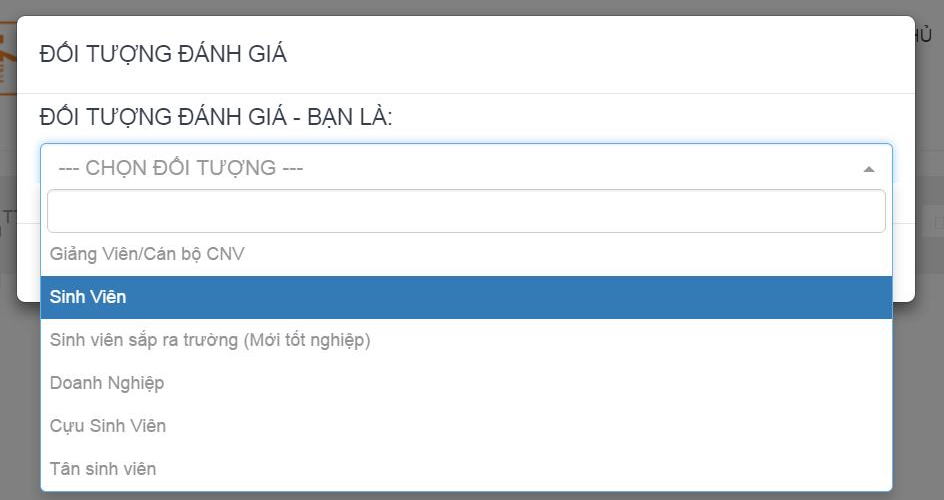 HỦ
ĐỐI TƯỢNG ĐÁNH GIÁ
ĐỐI TƯỢNG ĐÁNH GIÁ - BẠN LÀ:
--- CHỌN ĐỐI TƯỢNG ---
Giảng Viên/Cán bộ CNV
Sinh Viên
Sinh viên sắp ra trường (Mới tốt nghiệp)
Doanh Nghiệp
Cựu Sinh Viên
Tân sinh viên